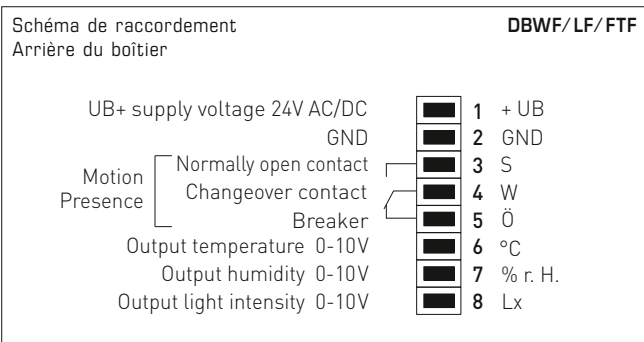 Schéma de raccordement DBWF/LF/FTF
Arrière du boîtier
UB+ supply voltage 24V AC/DC 1 + UB
GND 2 GND
Motion Presence
Normally open contact 3 S
Changeover contact 4 W
Breaker 5 Ö
Output temperature 0-10V 6 °C
Output humidity 0-10V 7 % r. H.
Output light intensity 0-10V 8 Lx